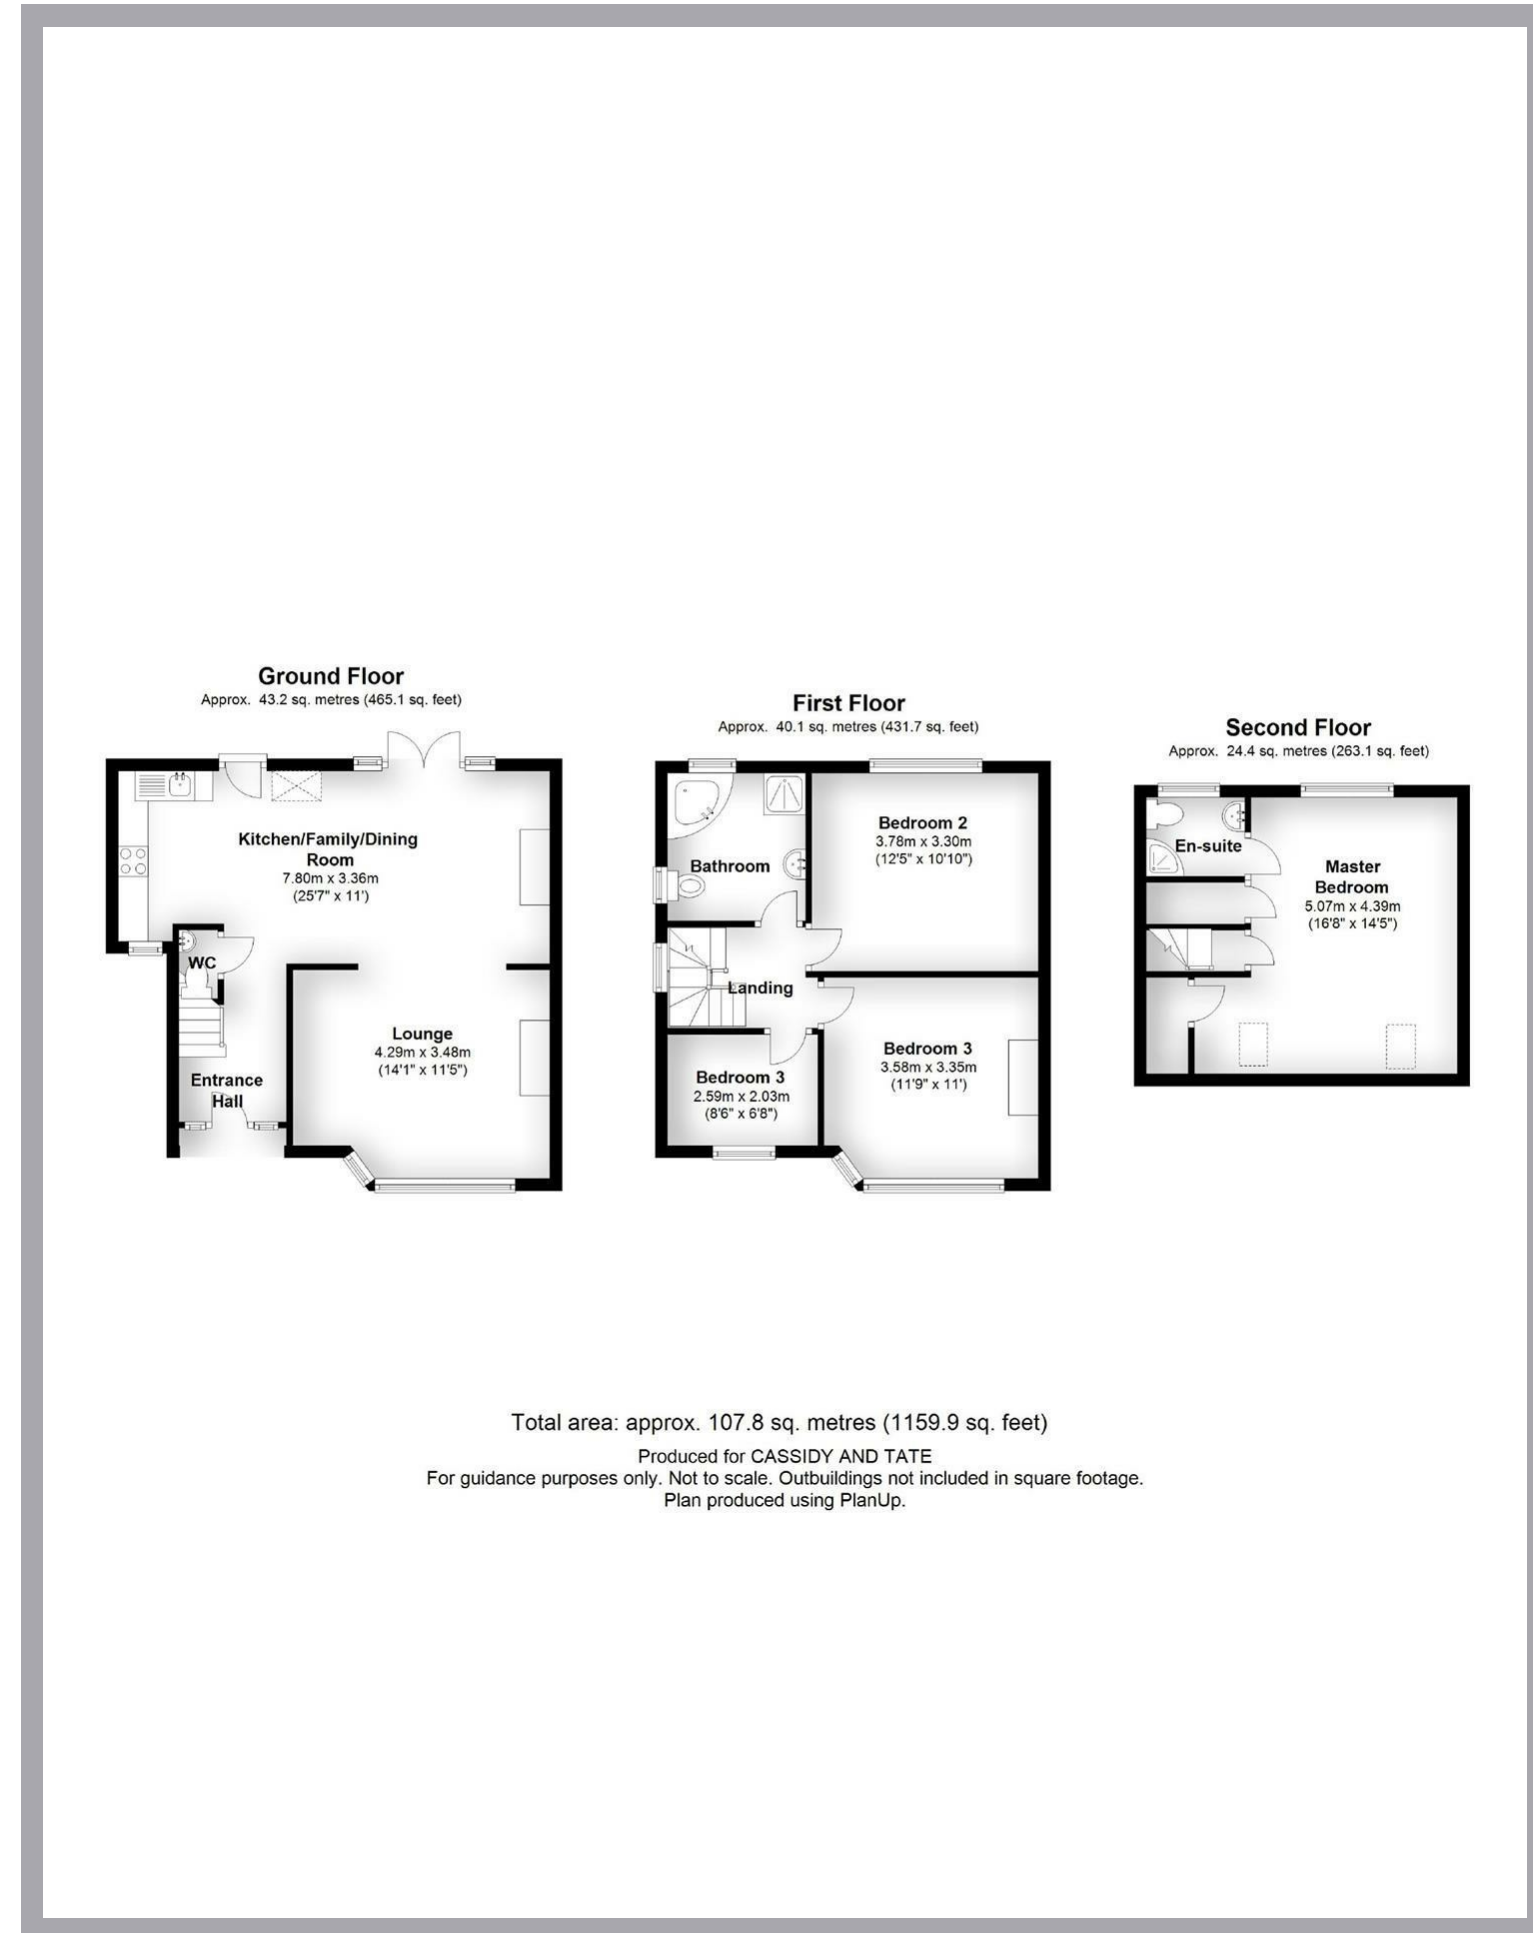 Ground Floor
Approx. 43.2 sq. metres (465.1 sq. feet)
Kitchen/Family/Dining
Room
7.80m x 3.36m
(25'7" x 11')
WC
Lounge
4.29m x 3.48m
(14'1" x 11'5")
Entrance
Hall
First Floor
Approx. 40.1 sq. metres (431.7 sq. feet)
Bedroom 2
3.78m x 3.30m
(12'5" x 10'10")
Bathroom
Landing
Bedroom 3
3.58m x 3.35m
(11'9" x 11')
Bedroom 3
2.59m x 2.03m
(8'6" x 6'8")
Second Floor
Approx. 24.4 sq. metres (263.1 sq. feet)
En-suite
Master
Bedroom
5.07m x 4.39m
(16'8" x 14'5")
Total area: approx. 107.8 sq. metres (1159.9 sq. feet)
Produced for CASSIDY AND TATE
For guidance purposes only. Not to scale. Outbuildings not included in square footage.
Plan produced using PlanUp.